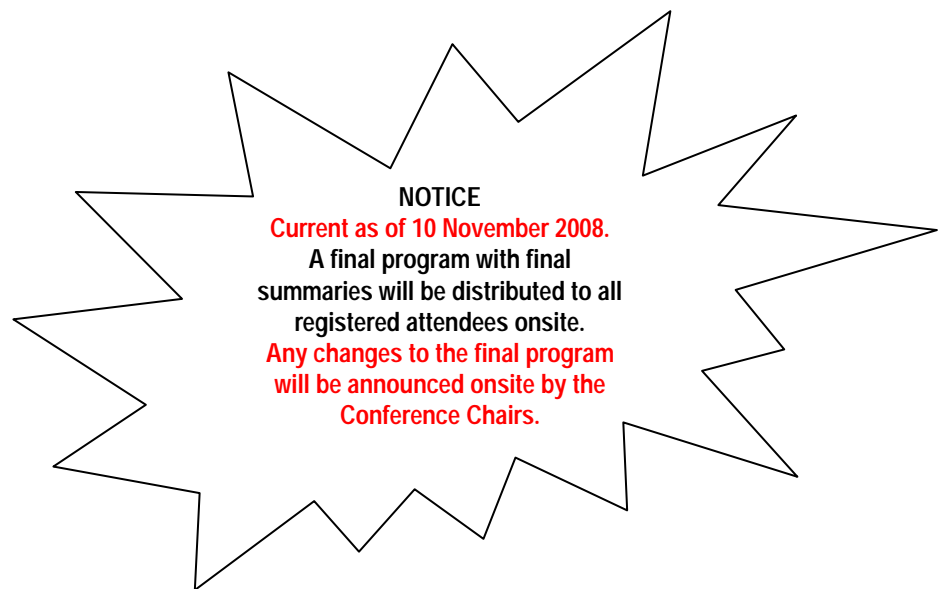 NOTICE
Current as of 10 November 2008.
A final program with final
summaries will be distributed to all
registered attendees onsite.
Any changes to the final program
will be announced onsite by the
Conference Chairs.